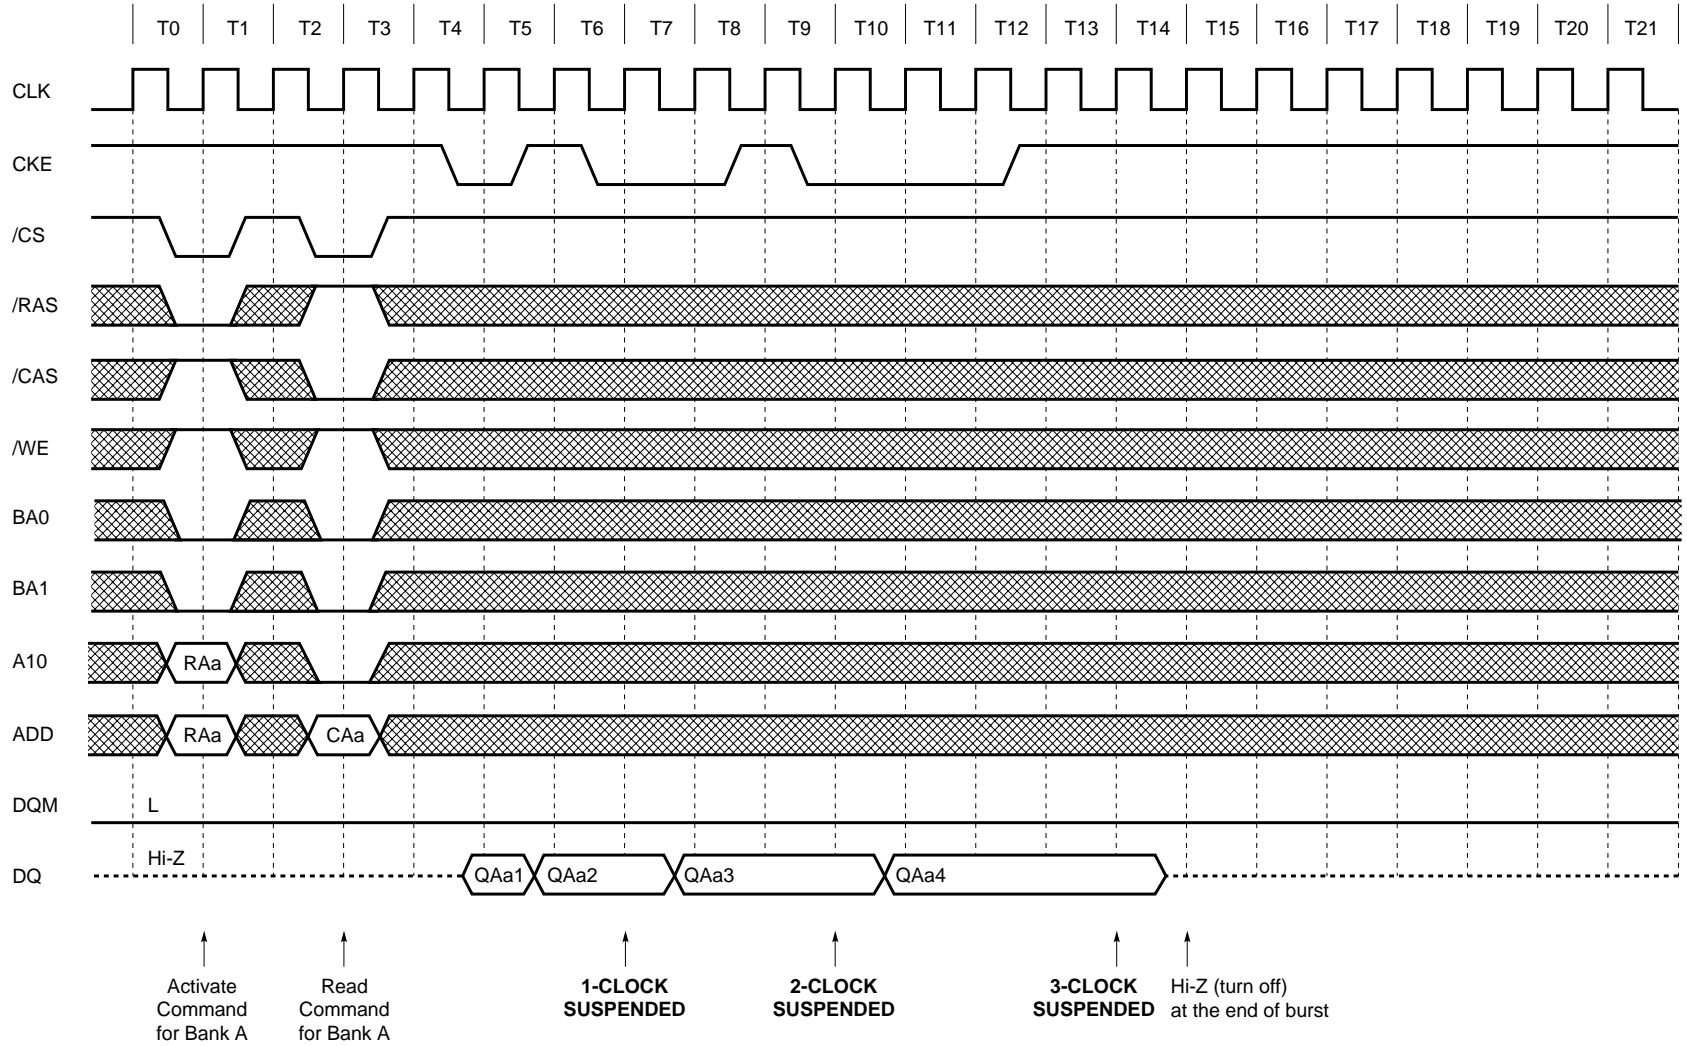 T0 T1 T2 T3 T4 T5 T6 T7 T8 T9 T10 T11 T12 T13 T14 T15 T16 T17 T18 T19 T20 T21
CLK
CKE
/CS
/RAS
/CAS
/WE
BA0
BA1
A10 RAa
ADD RAa CAa
DQM L
Hi-Z
DQ QAa1 QAa2 QAa3 QAa4
Activate
Command
for Bank A
Read
Command
for Bank A
1-CLOCK
SUSPENDED
2-CLOCK
SUSPENDED
3-CLOCK
SUSPENDED
Hi-Z (turn off)
at the end of burst